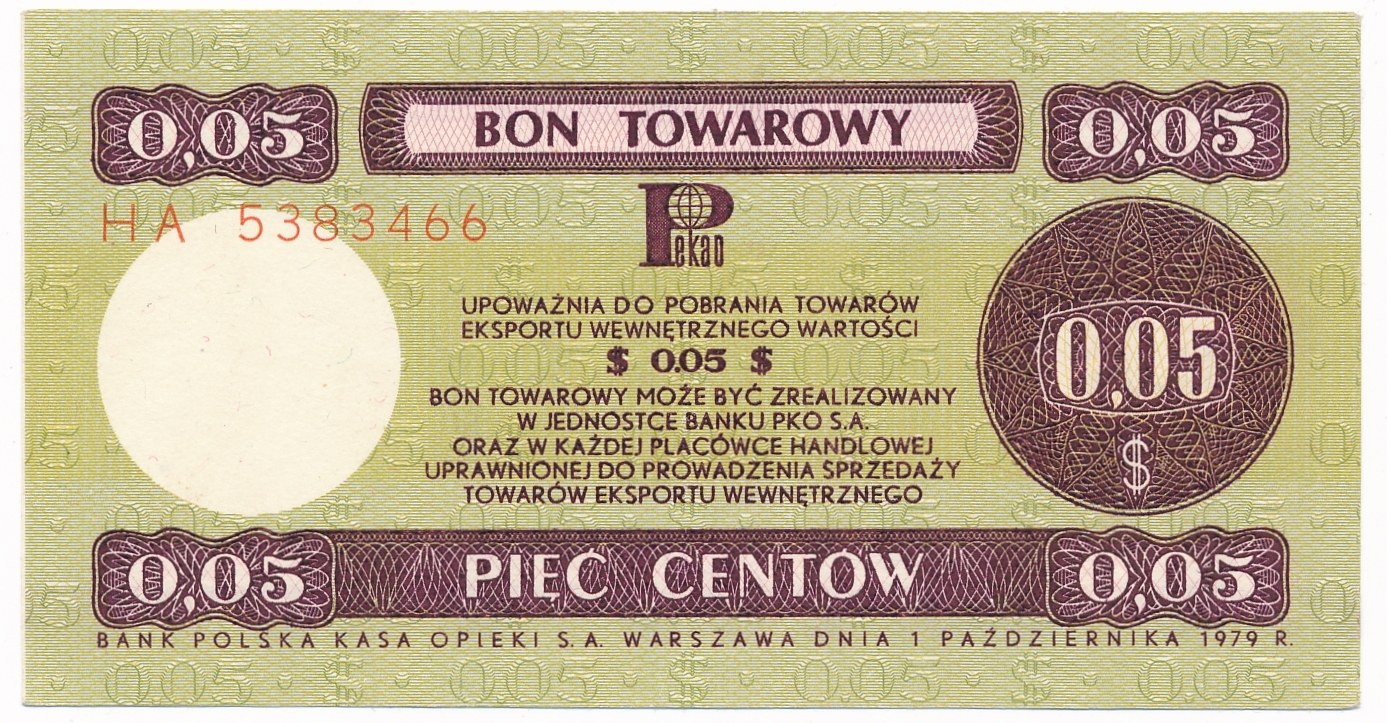 0,05 BON TOWAROWY 0,05
HA 5383466
Pekao
UPOWAŻNIA DO POBRANIA TOWARÓW
EKSPORTU WEWNĘTRZNEGO WARTOŚCI
$ 0.05 $
BON TOWAROWY MOŻE BYĆ ZREALIZOWANY
W JEDNOSTCE BANKU PKO S.A.
ORAZ W KAŻDEJ PLACÓWCE HANDLOWEJ
UPRAWNIONEJ DO PROWADZENIA SPRZEDAŻY
TOWARÓW EKSPORTU WEWNĘTRZNEGO
0,05
$
0,05 PIĘĆ CENTÓW 0,05
BANK POLSKA KASA OPIEKI S.A. WARSZAWA DNIA 1 PAŹDZIERNIKA 1979 R.